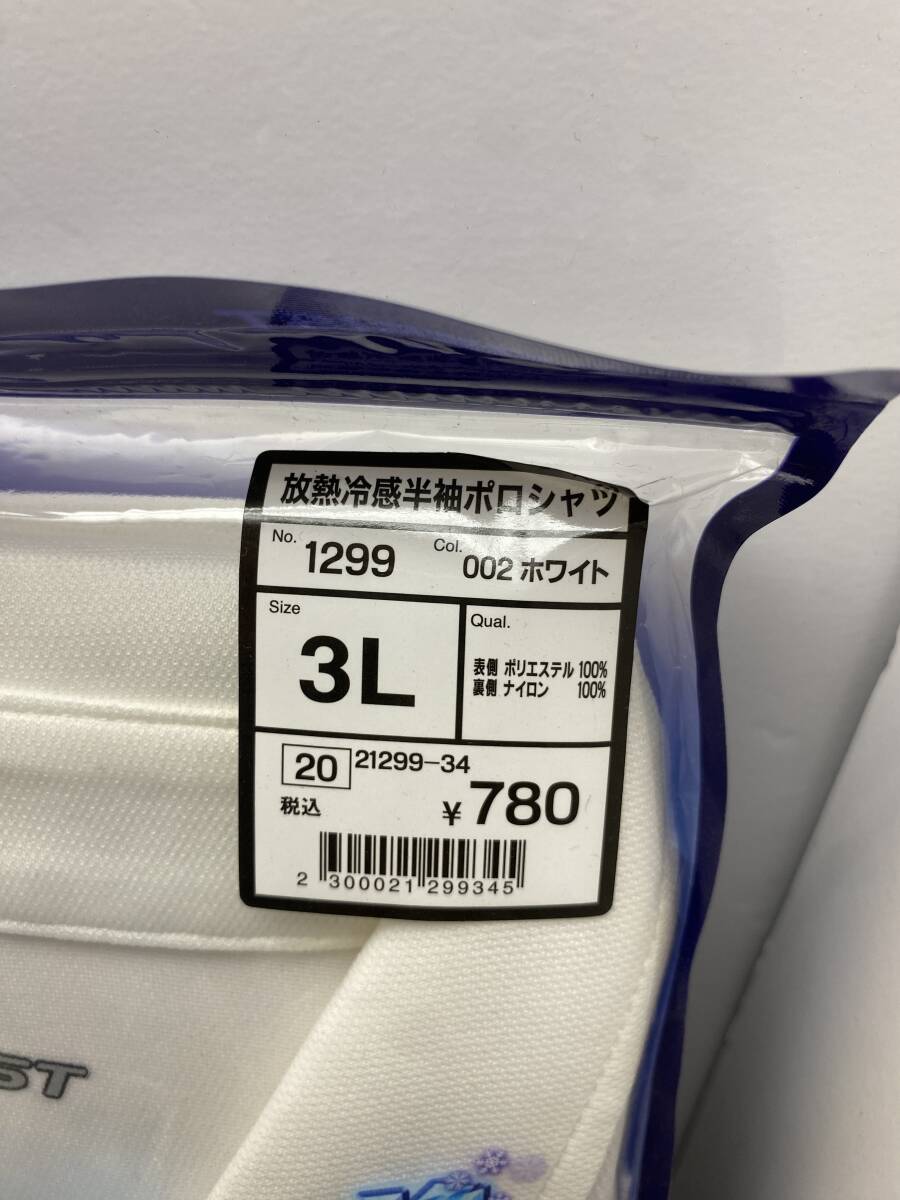 放熱冷感半袖ポロシャツ
No. 1299 Col. 002 ホワイト
Size
3L
Qual.
表側 ポリエステル 100%
裏側 ナイロン 100%
20 21299-34
税込 ¥780
2 300021 299345
ST